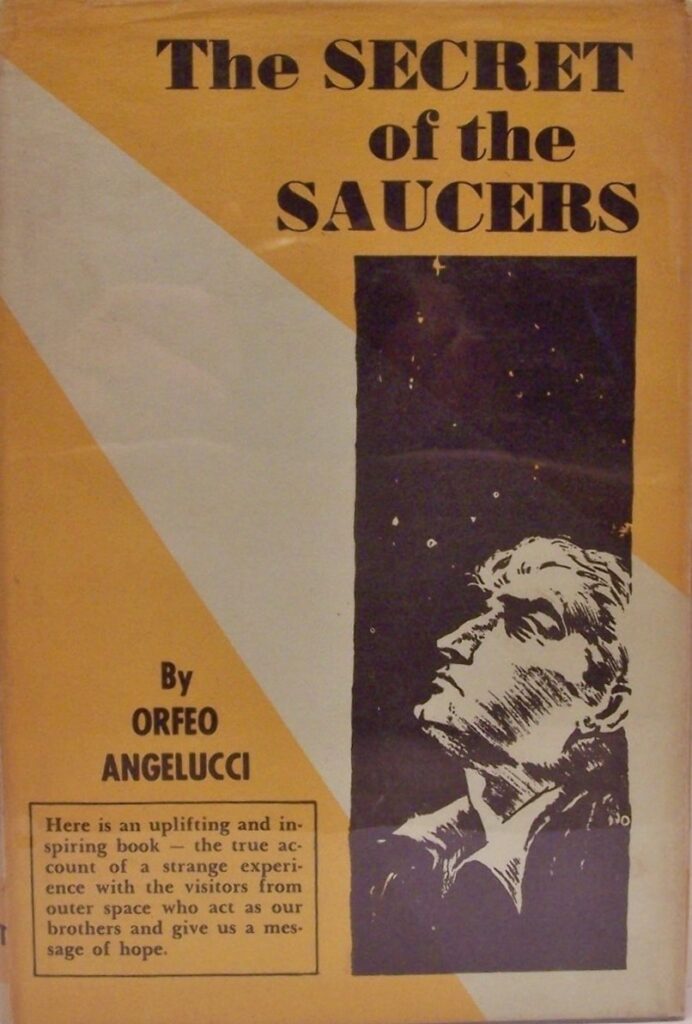 The SECRET
of the
SAUCERS
By
ORFEO
ANGELUCCI
Here is an uplifting and in-
spiring book — the true ac-
count of a strange experi-
ence with the visitors from
outer space who act as our
brothers and give us a mes-
sage of hope.